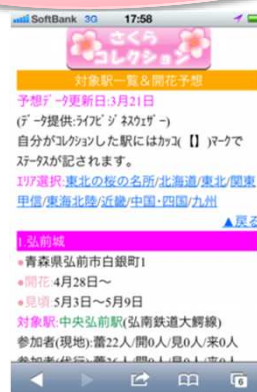 SoftBank 3G 17:58
さくら
コレクション
対象駅一覧&開花予想
予想ﾃﾞｰﾀ更新日:3月21日
(ﾃﾞｰﾀ提供:ﾗｲﾌﾋﾞｼﾞﾈｽｳｪｻﾞｰ)
自分がｺﾚｸｼｮﾝした駅にはｶｯｺ(【】)ﾏｰｸで
ｽﾃｰﾀｽが記されます。
ｴﾘｱ選択:東北の桜の名所/北海道/東北/関東
甲信/東海北陸/近畿/中国・四国/九州
▲戻る
1.弘前城
●青森県弘前市白銀町1
●開花:4月28日〜
●見頃:5月3日〜5月9日
対象駅:中央弘前駅(弘南鉄道大鰐線)
参加者(現地):蕾22人/開0人/見0人/来0人
6